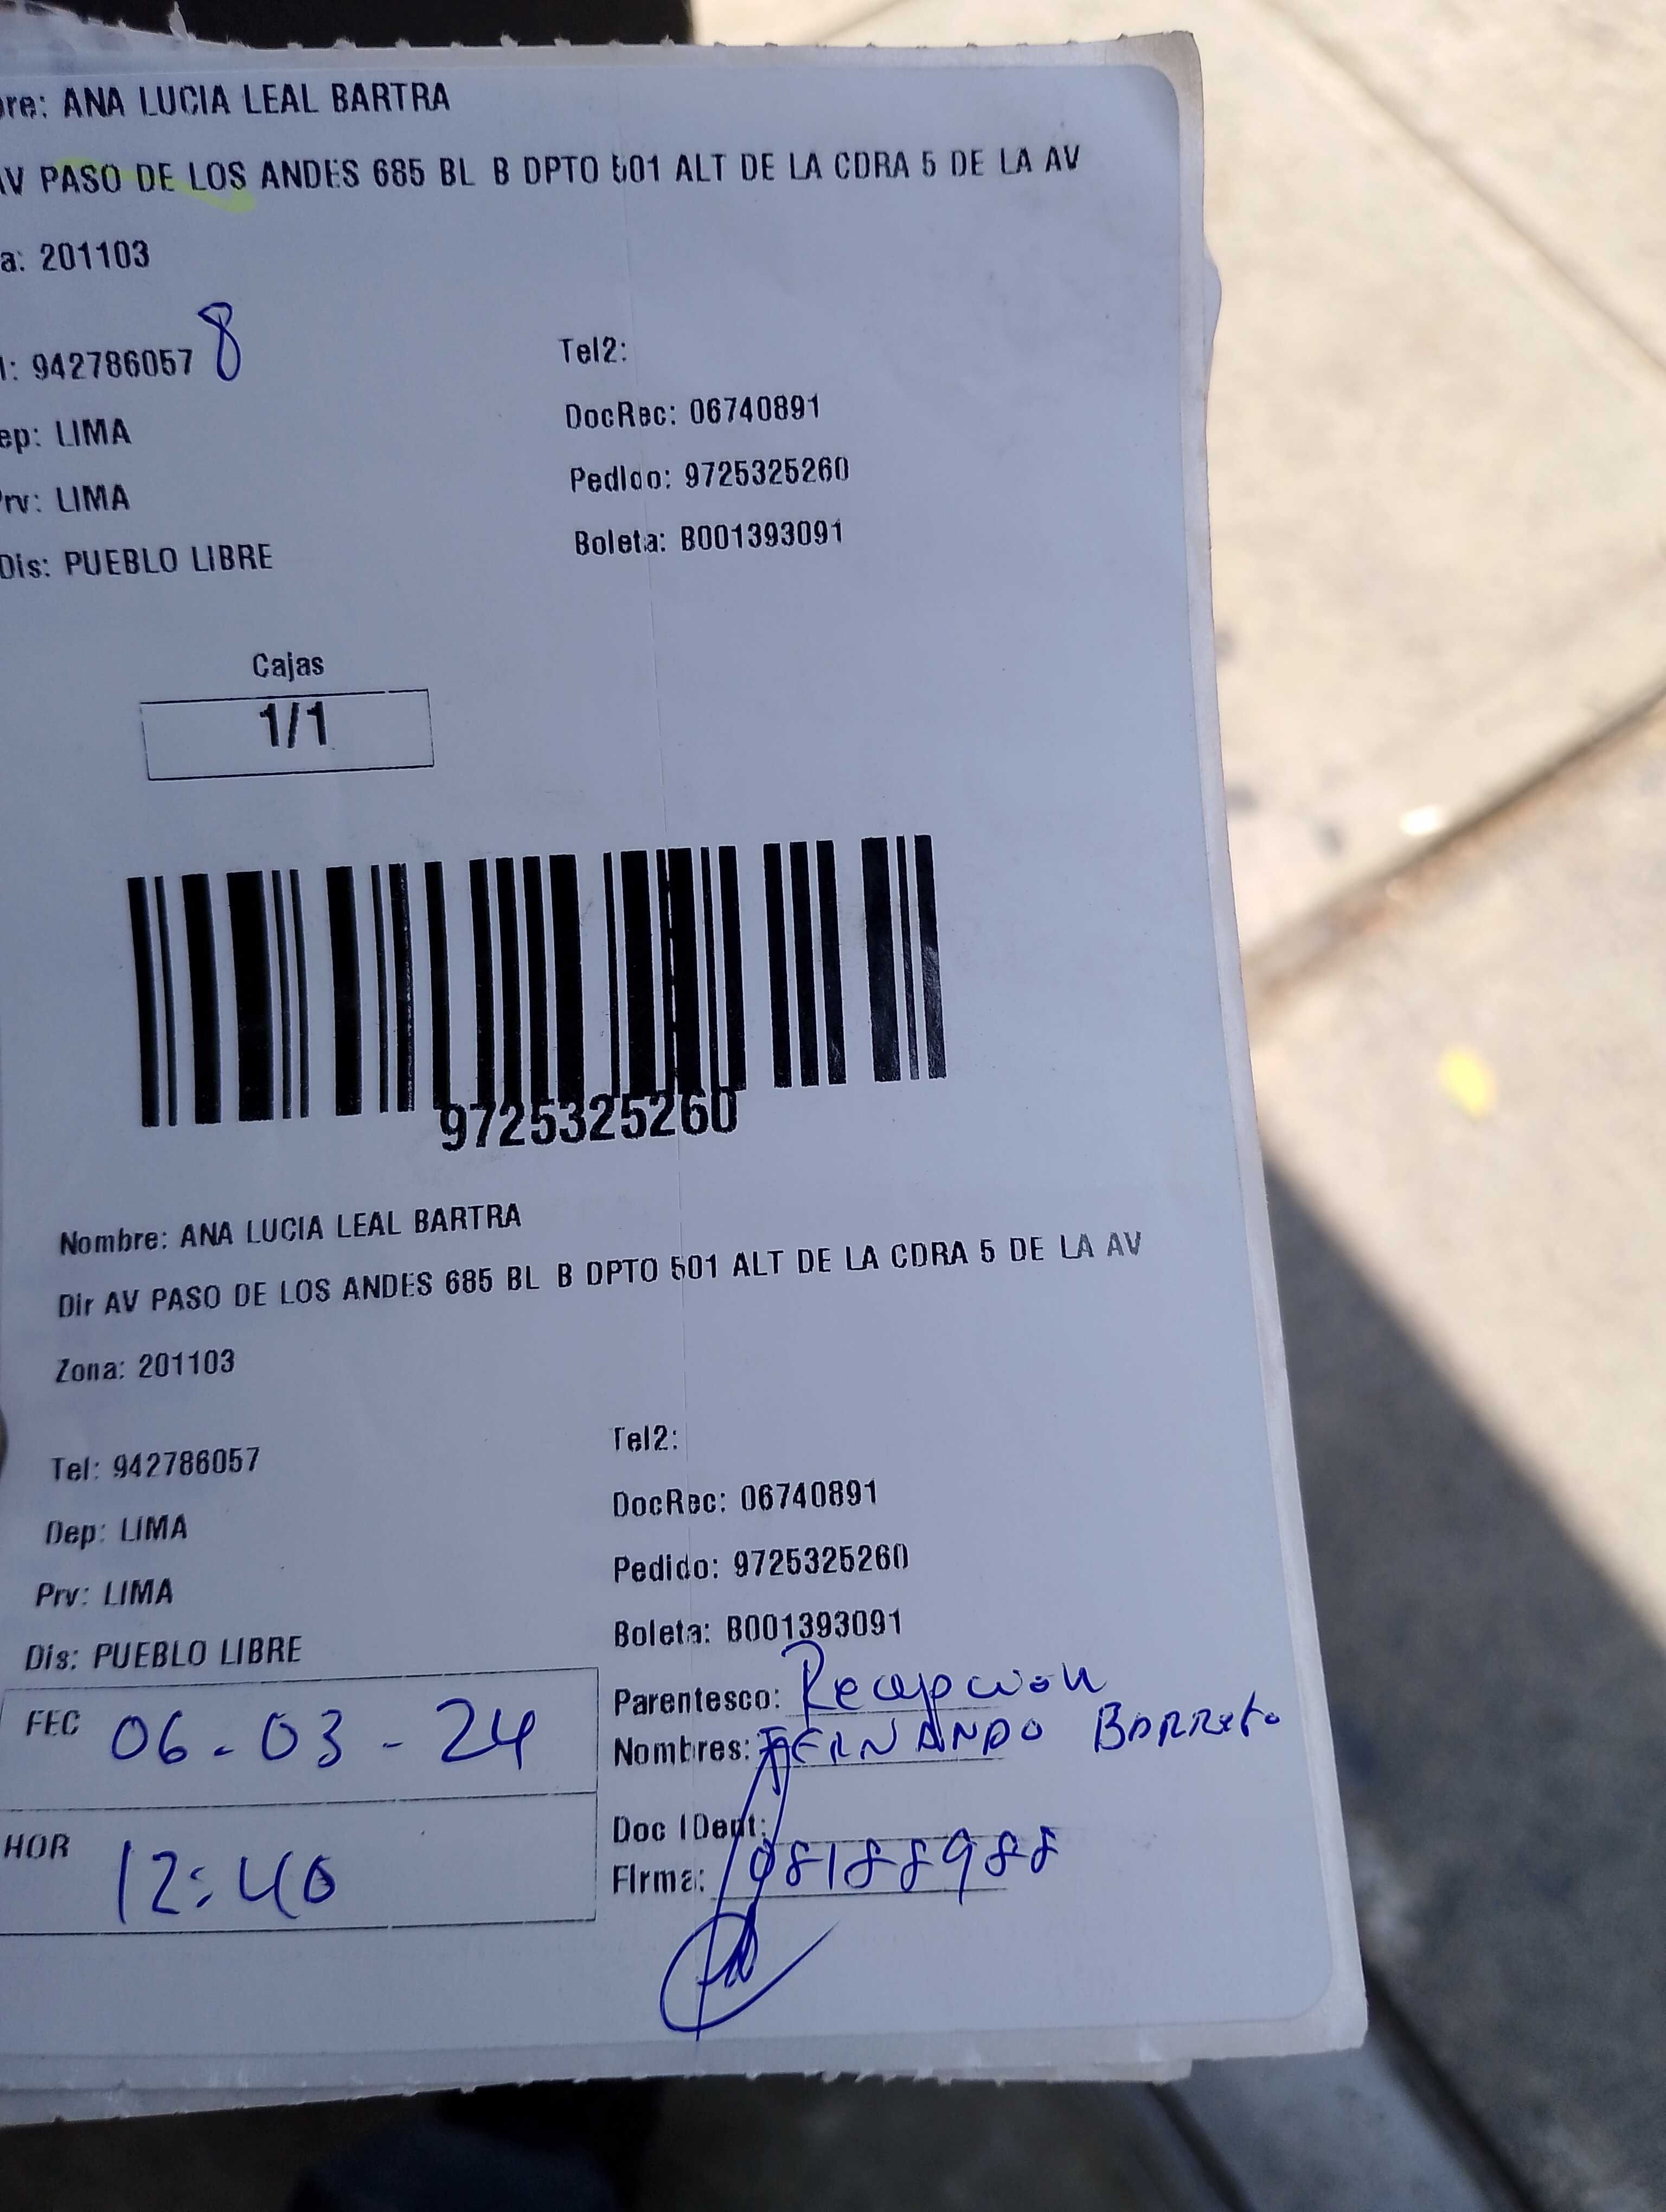 re: ANA LUCIA LEAL BARTRA
AV PASO DE LOS ANDES 685 BL B DPTO 501 ALT DE LA CDRA 5 DE LA AV
a: 201103
8
l: 942786057
Tel2:
ep: LIMA
DocRec: 06740891
Prv: LIMA
Pedido: 9725325260
Dis: PUEBLO LIBRE
Boleta: B001393091
Cajas
1/1
9725325260
Nombre: ANA LUCIA LEAL BARTRA
Dir AV PASO DE LOS ANDES 685 BL B DPTO 501 ALT DE LA CDRA 5 DE LA AV
Zona: 201103
Tel: 942786057
Tel2:
Dep: LIMA
DocRec: 06740891
Prv: LIMA
Pedido: 9725325260
Dis: PUEBLO LIBRE
Boleta: B001393091
FEC 06-03-24
Parentesco: Recepcion
Nombres: FERNANDO BARRETO
HOR 12:40
Doc IDent:
Firma: 08188988